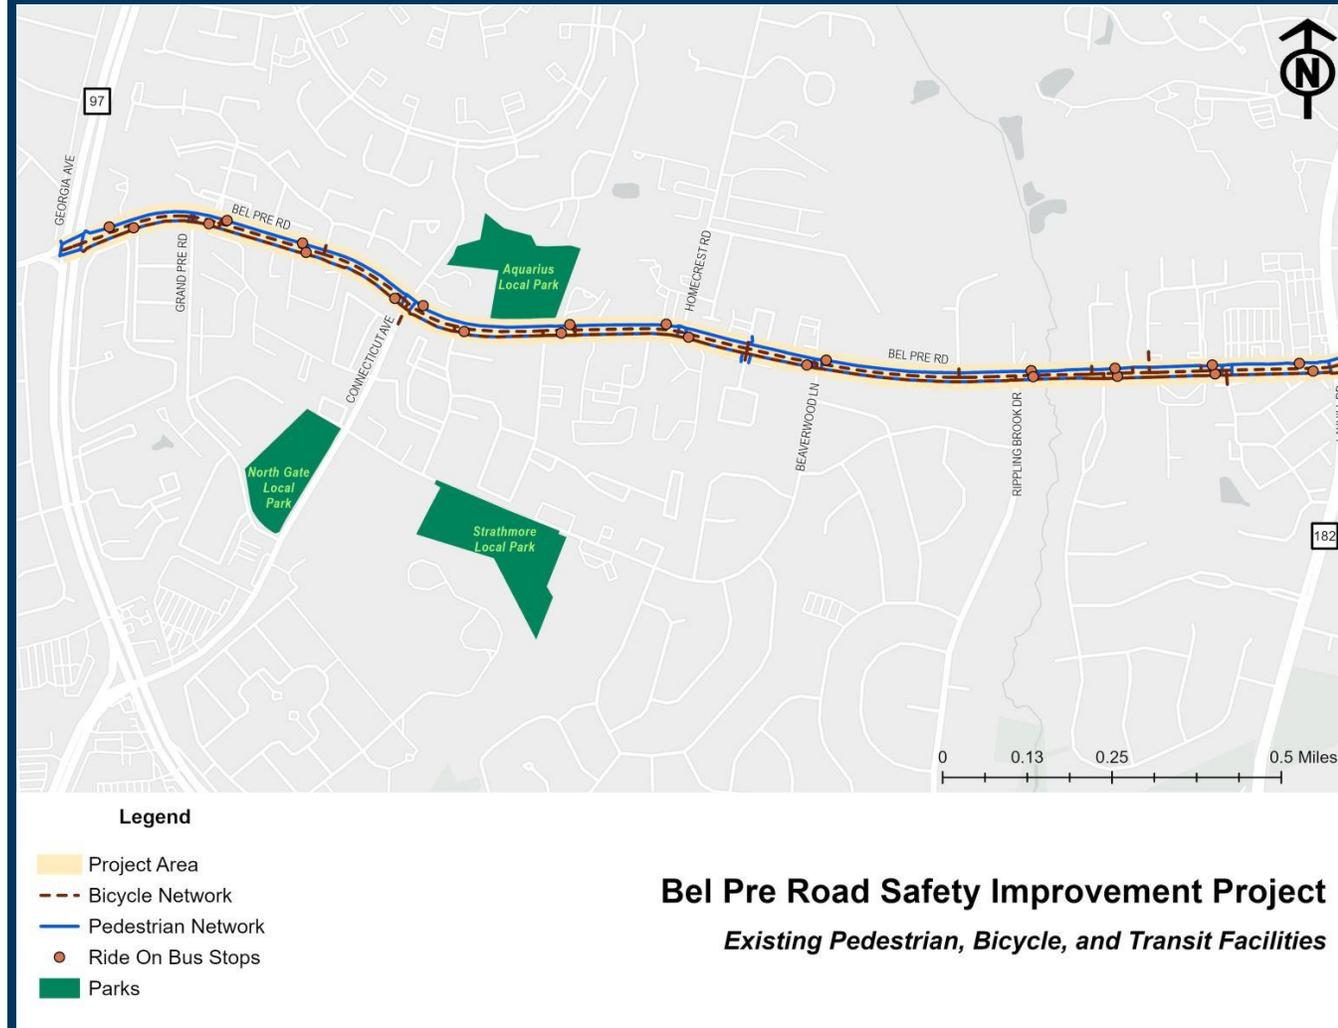 97
N
GEORGIA AVE
BEL PRE RD
GRAND PRE RD
Aquarius
Local Park
HOMECREST RD
CONNECTICUT AVE
BEL PRE RD
BEAVERWOOD LN
RIPPLING BROOK DR
North Gate
Local
Park
Strathmore
Local Park
182
0 0.13 0.25 0.5 Miles
Legend
Project Area
Bicycle Network
Pedestrian Network
Ride On Bus Stops
Parks
Bel Pre Road Safety Improvement Project
Existing Pedestrian, Bicycle, and Transit Facilities